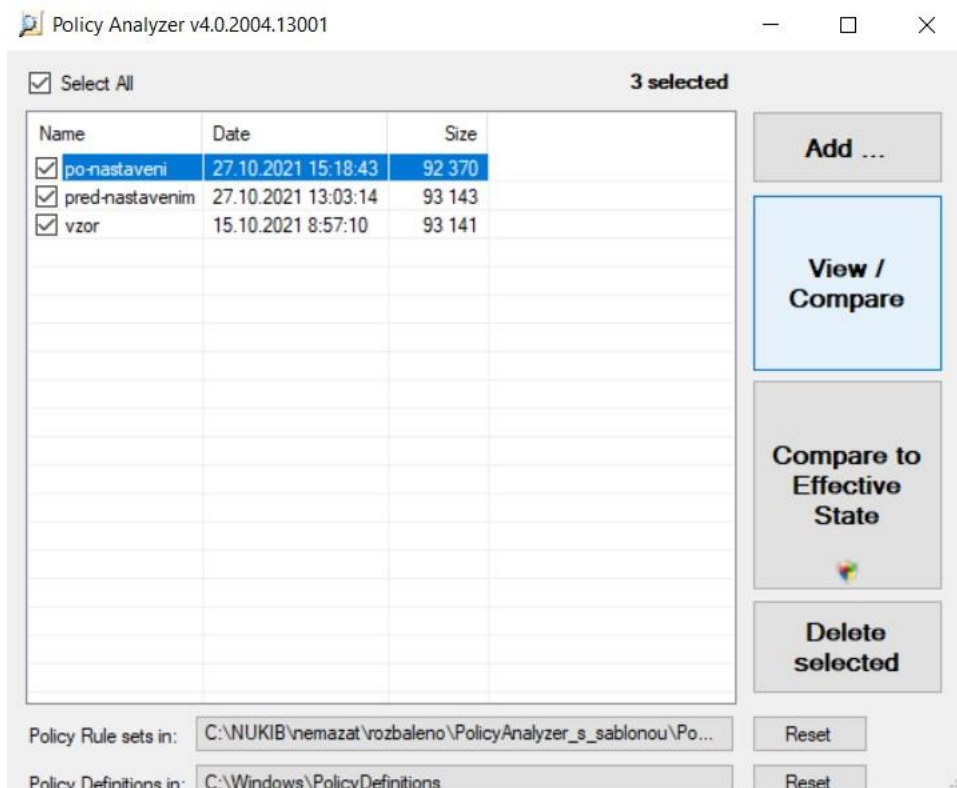 Policy Analyzer v4.0.2004.13001
Select All
3 selected
Name Date Size
po-nastaveni 27.10.2021 15:18:43 92 370
pred-nastavenim 27.10.2021 13:03:14 93 143
vzor 15.10.2021 8:57:10 93 141
Add ...
View /
Compare
Compare to
Effective
State
Delete
selected
Policy Rule sets in: C:\NUKIB\nemazat\rozbaleno\PolicyAnalyzer_s_sablonou\Po... Reset
Policy Definitions in: C:\Windows\PolicyDefinitions Reset